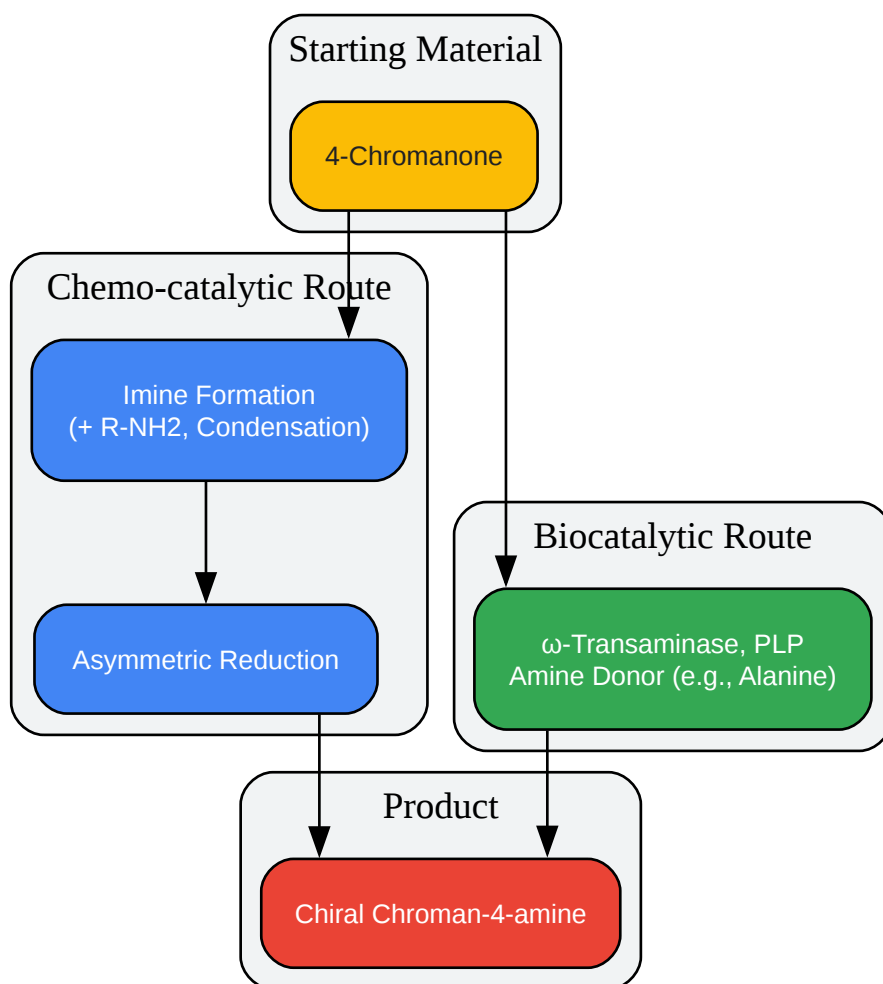 Starting Material
4-Chromanone
Chemo-catalytic Route
Imine Formation
(+ R-NH2, Condensation)
Asymmetric Reduction
Biocatalytic Route
ω-Transaminase, PLP
Amine Donor (e.g., Alanine)
Product
Chiral Chroman-4-amine